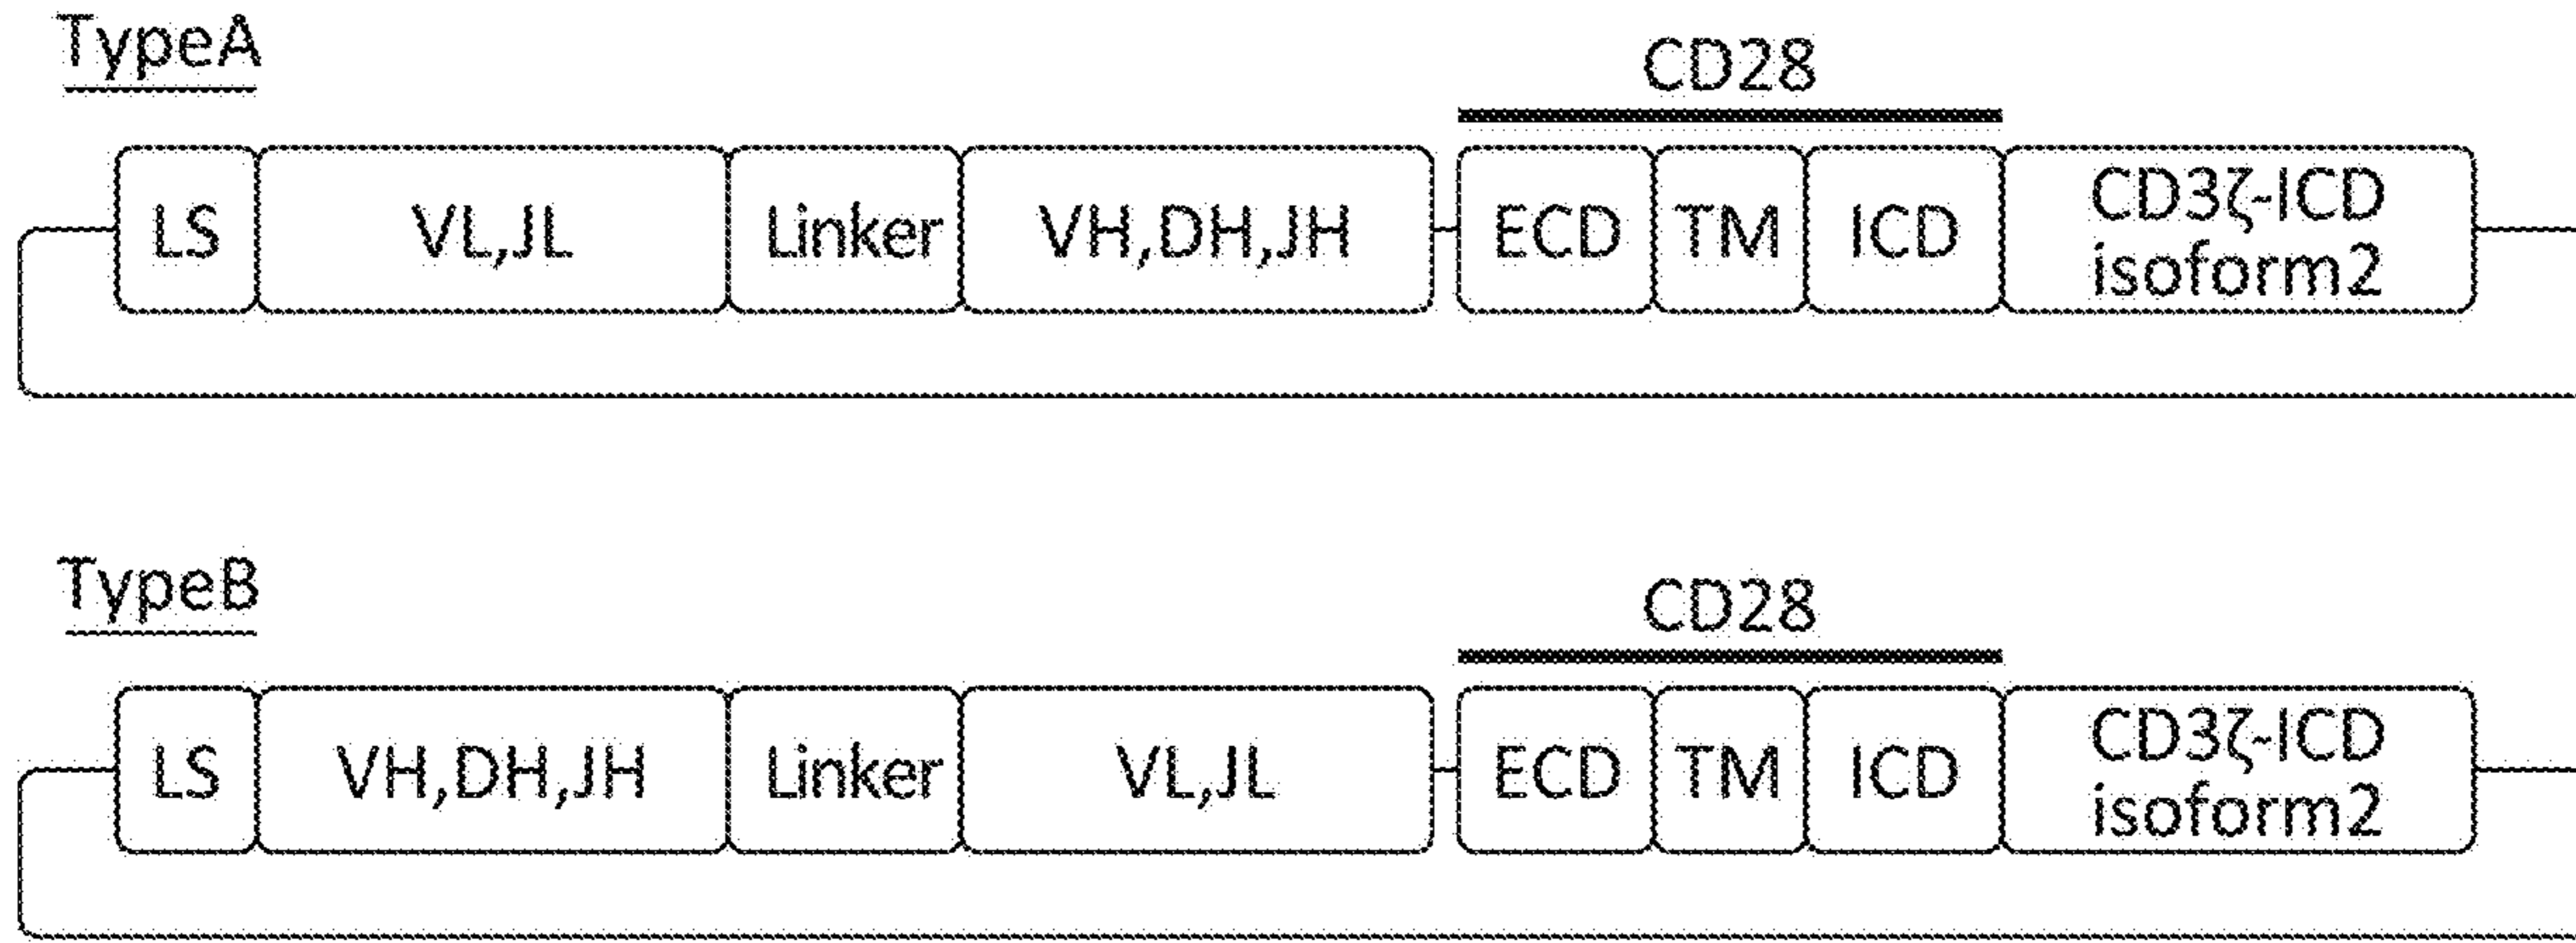 TypeA
CD28
LS VL,JL Linker VH,DH,JH ECD TM ICD CD3ζ-ICD
isoform2
TypeB
CD28
LS VH,DH,JH Linker VL,JL ECD TM ICD CD3ζ-ICD
isoform2